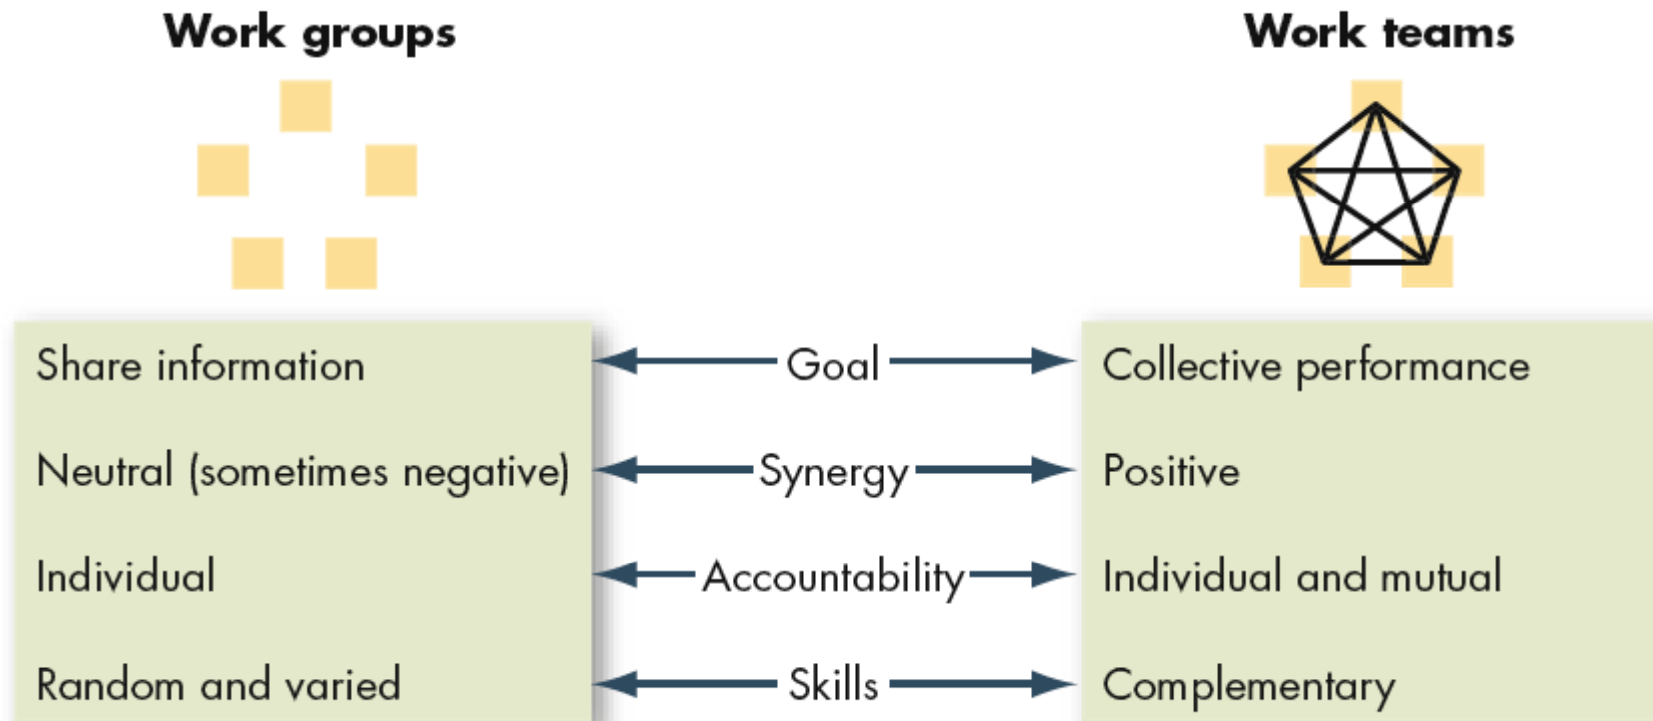 Work groups
Work teams
Share information
Goal
Collective performance
Neutral (sometimes negative)
Synergy
Positive
Individual
Accountability
Individual and mutual
Random and varied
Skills
Complementary